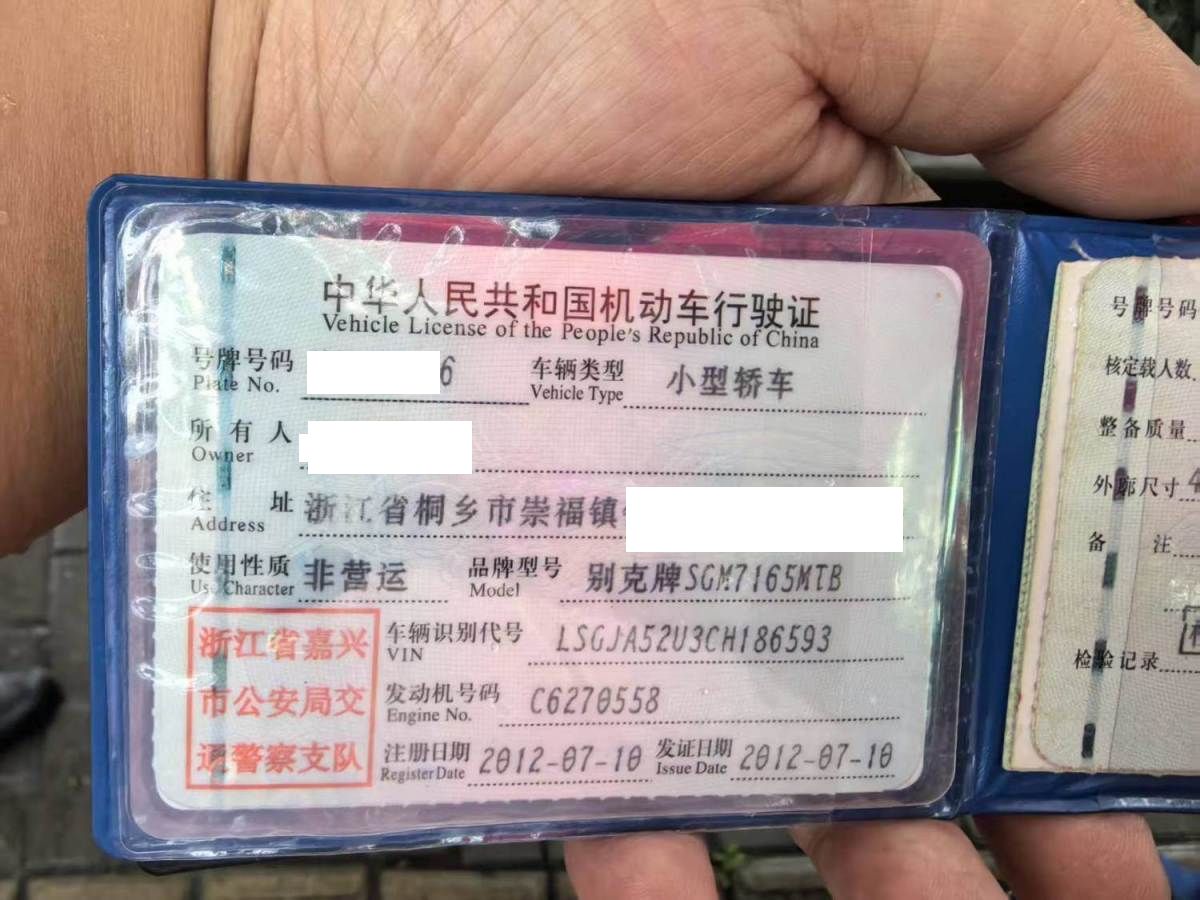 中华人民共和国机动车行驶证
Vehicle License of the People's Republic of China
号牌号码 6 车辆类型 小型轿车
Plate No. Vehicle Type
所有人
Owner
住址 浙江省桐乡市崇福镇
Address
使用性质 非营运 品牌型号 别克牌SGM7165MTB
Use Character Model
浙江省嘉兴
市公安局交
通警察支队
车辆识别代号 LSGJA52U3CH186593
VIN
发动机号码 C6270558
Engine No.
注册日期 2012-07-10 发证日期 2012-07-10
Register Date Issue Date
号牌号码
核定载人数
整备质量
外廓尺寸 4
备注
检验记录